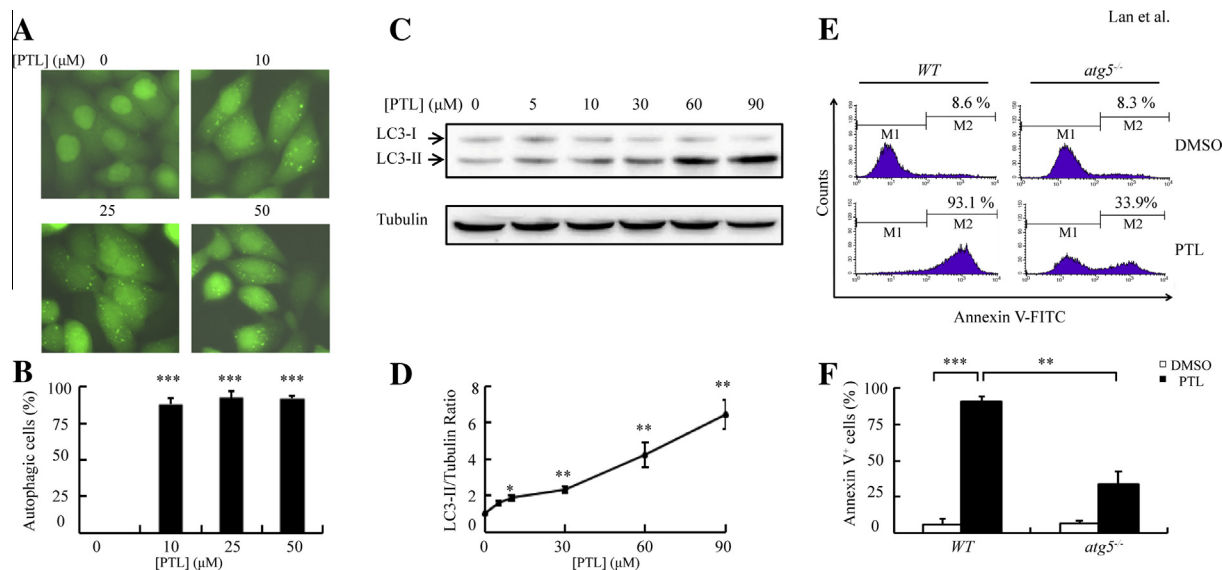 Lan et al.
A
[PTL] (μM)
0
10
25
50
B
Autophagic cells (%)
100
75
50
25
0
*** *** ***
0 10 25 50
[PTL] (μM)
C
[PTL] (μM) 0 5 10 30 60 90
LC3-I
LC3-II
Tubulin
D
LC3-II/Tubulin Ratio
8
6
4
2
0
* ** ** **
0 30 60 90
[PTL] (μM)
E
WT atg5-/-
8.6 % 8.3 %
M1 M2 M1 M2
DMSO
93.1 % 33.9%
M1 M2 M1 M2
PTL
Counts
Annexin V-FITC
F
*** **
DMSO
PTL
Annexin V+ cells (%)
100
75
50
25
0
WT atg5-/-